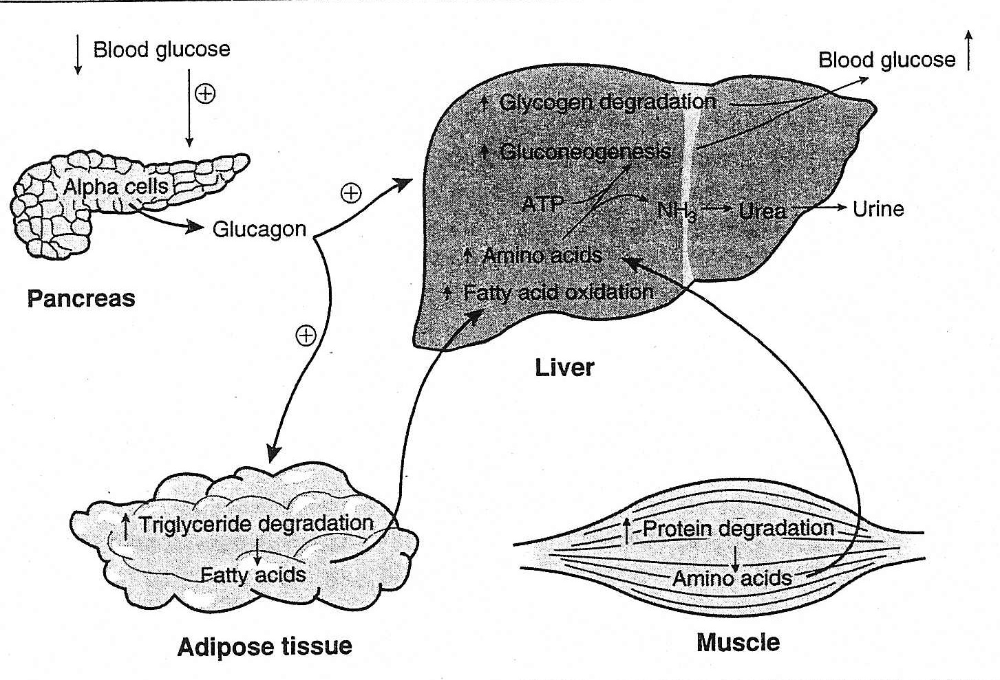 ↓ Blood glucose
Blood glucose ↑
⊕
↑ Glycogen degradation
↑ Gluconeogenesis
Alpha cells
⊕
ATP
NH₃ → Urea → Urine
Glucagon
↑ Amino acids
↑ Fatty acid oxidation
Pancreas
⊕
Liver
↑ Triglyceride degradation
Fatty acids
↑ Protein degradation
Amino acids
Adipose tissue
Muscle